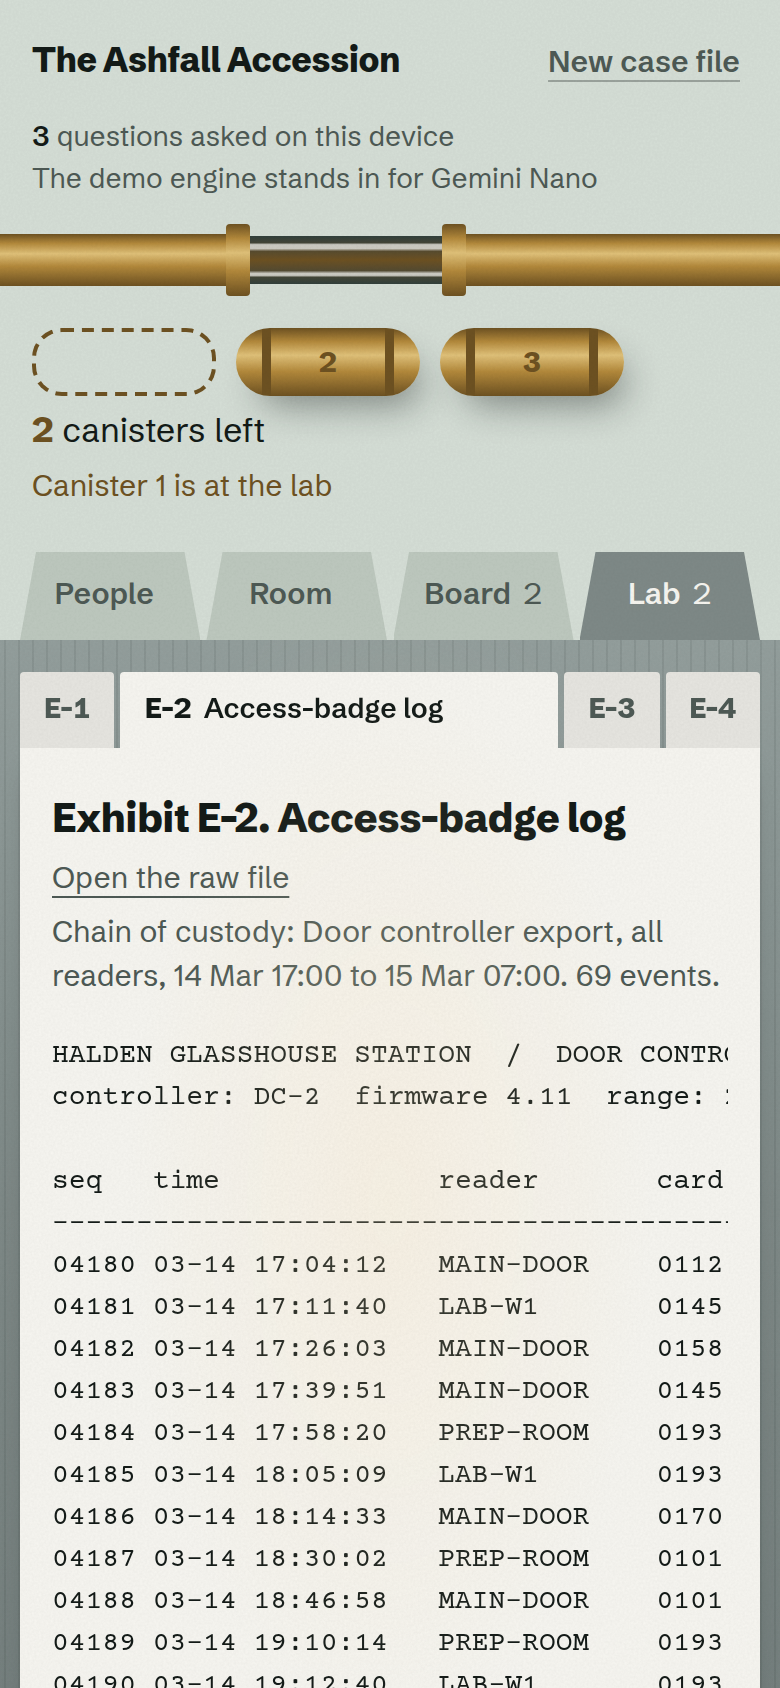 The Ashfall Accession New case file
3 questions asked on this device
The demo engine stands in for Gemini Nano
2 3
2 canisters left
Canister 1 is at the lab
People Room Board 2 Lab 2
E-1 E-2 Access-badge log E-3 E-4
Exhibit E-2. Access-badge log
Open the raw file
Chain of custody: Door controller export, all
readers, 14 Mar 17:00 to 15 Mar 07:00. 69 events.
HALDEN GLASSHOUSE STATION / DOOR
controller: DC-2 firmware 4.11 range:
seq time reader card
--------------------------------------------
04180 03-14 17:04:12 MAIN-DOOR 0112
04181 03-14 17:11:40 LAB-W1 0145
04182 03-14 17:26:03 MAIN-DOOR 0158
04183 03-14 17:39:51 MAIN-DOOR 0145
04184 03-14 17:58:20 PREP-ROOM 0193
04185 03-14 18:05:09 LAB-W1 0193
04186 03-14 18:14:33 MAIN-DOOR 0170
04187 03-14 18:30:02 PREP-ROOM 0101
04188 03-14 18:46:58 MAIN-DOOR 0101
04189 03-14 19:10:14 PREP-ROOM 0193
04190 03-14 19:12:40 LAB-W1 0193